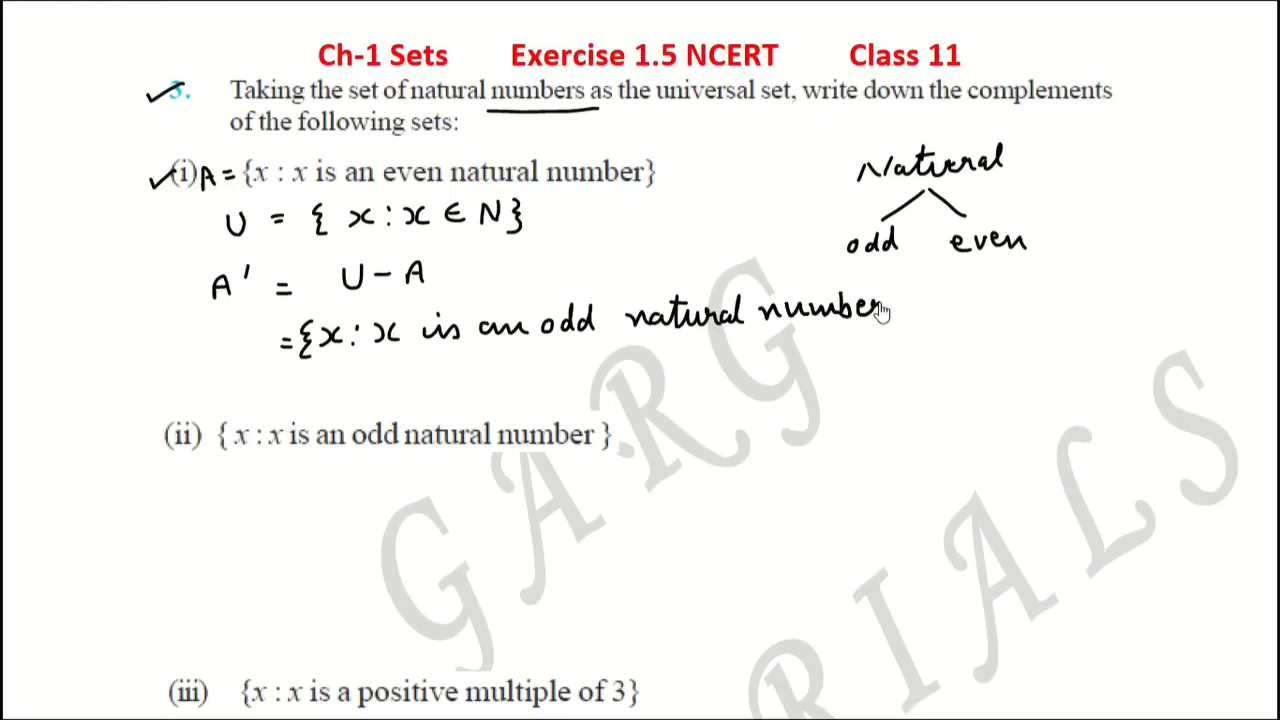 Ch-1 Sets Exercise 1.5 NCERT Class 11
3. Taking the set of natural numbers as the universal set, write down the complements
of the following sets:
(i) A = {x : x is an even natural number}
Natural
U = { x : x ∈ N}
odd even
A' = U - A
= {x : x is an odd natural number
(ii) { x : x is an odd natural number }
(iii) {x : x is a positive multiple of 3}
GARG
RIALS